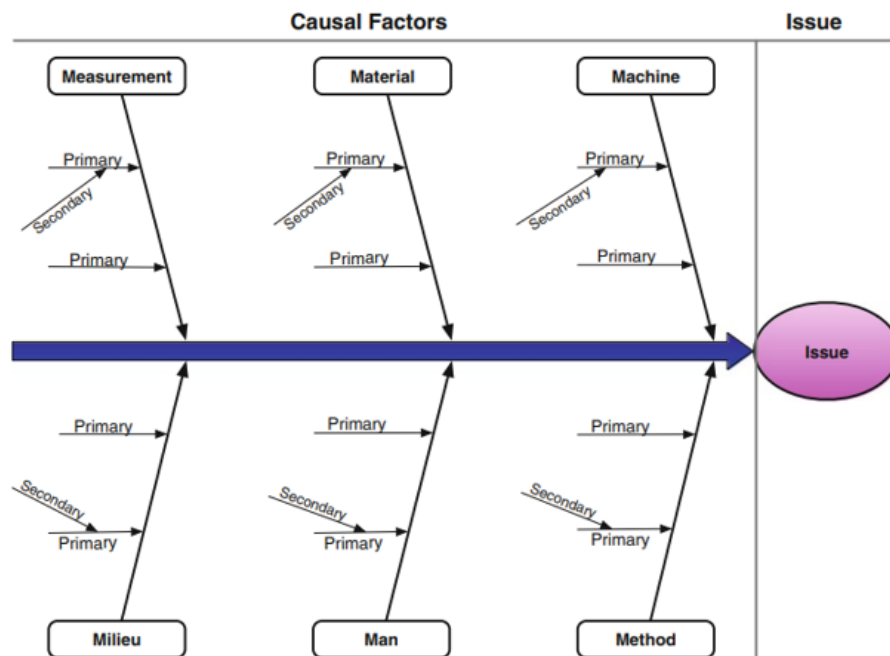 Causal Factors
Issue
Measurement
Material
Machine
Primary
Primary
Primary
Secondary
Secondary
Secondary
Primary
Primary
Primary
Issue
Primary
Primary
Primary
Secondary
Secondary
Secondary
Primary
Primary
Primary
Milieu
Man
Method